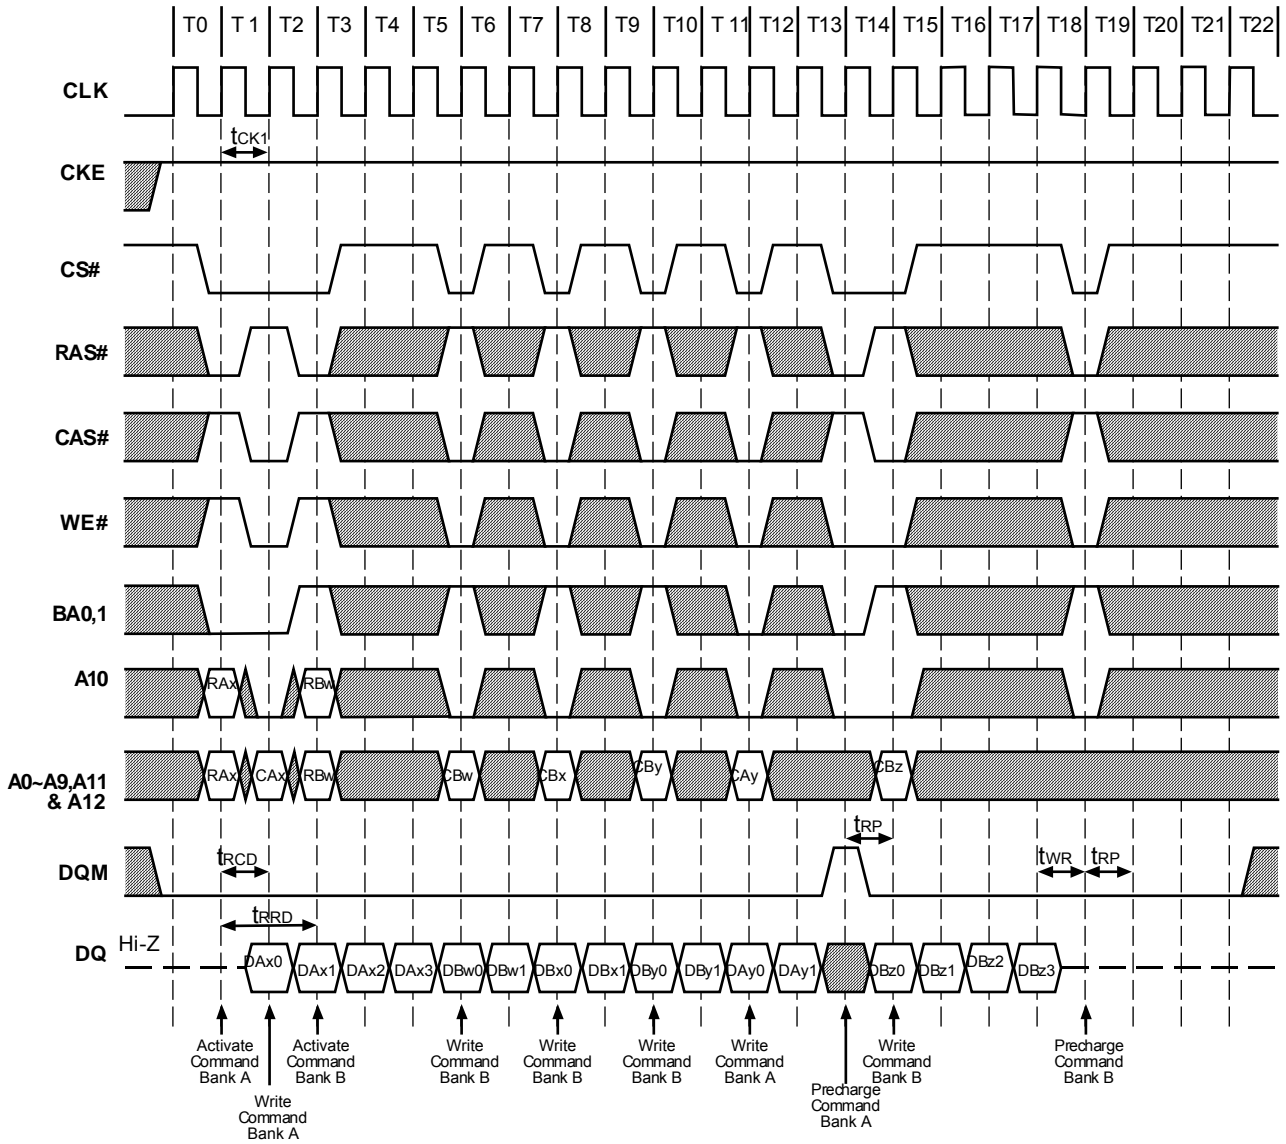 T0 T 1 T2 T3 T4 T5 T6 T7 T8 T9 T10 T 11 T12 T13 T14 T15 T16 T17 T18 T19 T20 T21 T22
CLK
tCK1
CKE
CS#
RAS#
CAS#
WE#
BA0,1
A10
RAx RBw
A0~A9,A11
& A12
RAx CAx RBw CBw CBx CBy CAy CBz
tRP
DQM
tRCD
tWR tRP
tRRD
DQ
Hi-Z
DAx0 DAx1 DAx2 DAx3 DBw0 DBw1 DBx0 DBx1 DBy0 DBy1 DAy0 DAy1 DBz0 DBz1 DBz2 DBz3
Activate
Command
Bank A
Write
Command
Bank A
Activate
Command
Bank B
Write
Command
Bank B
Write
Command
Bank B
Write
Command
Bank B
Write
Command
Bank A
Precharge
Command
Bank A
Write
Command
Bank B
Precharge
Command
Bank B